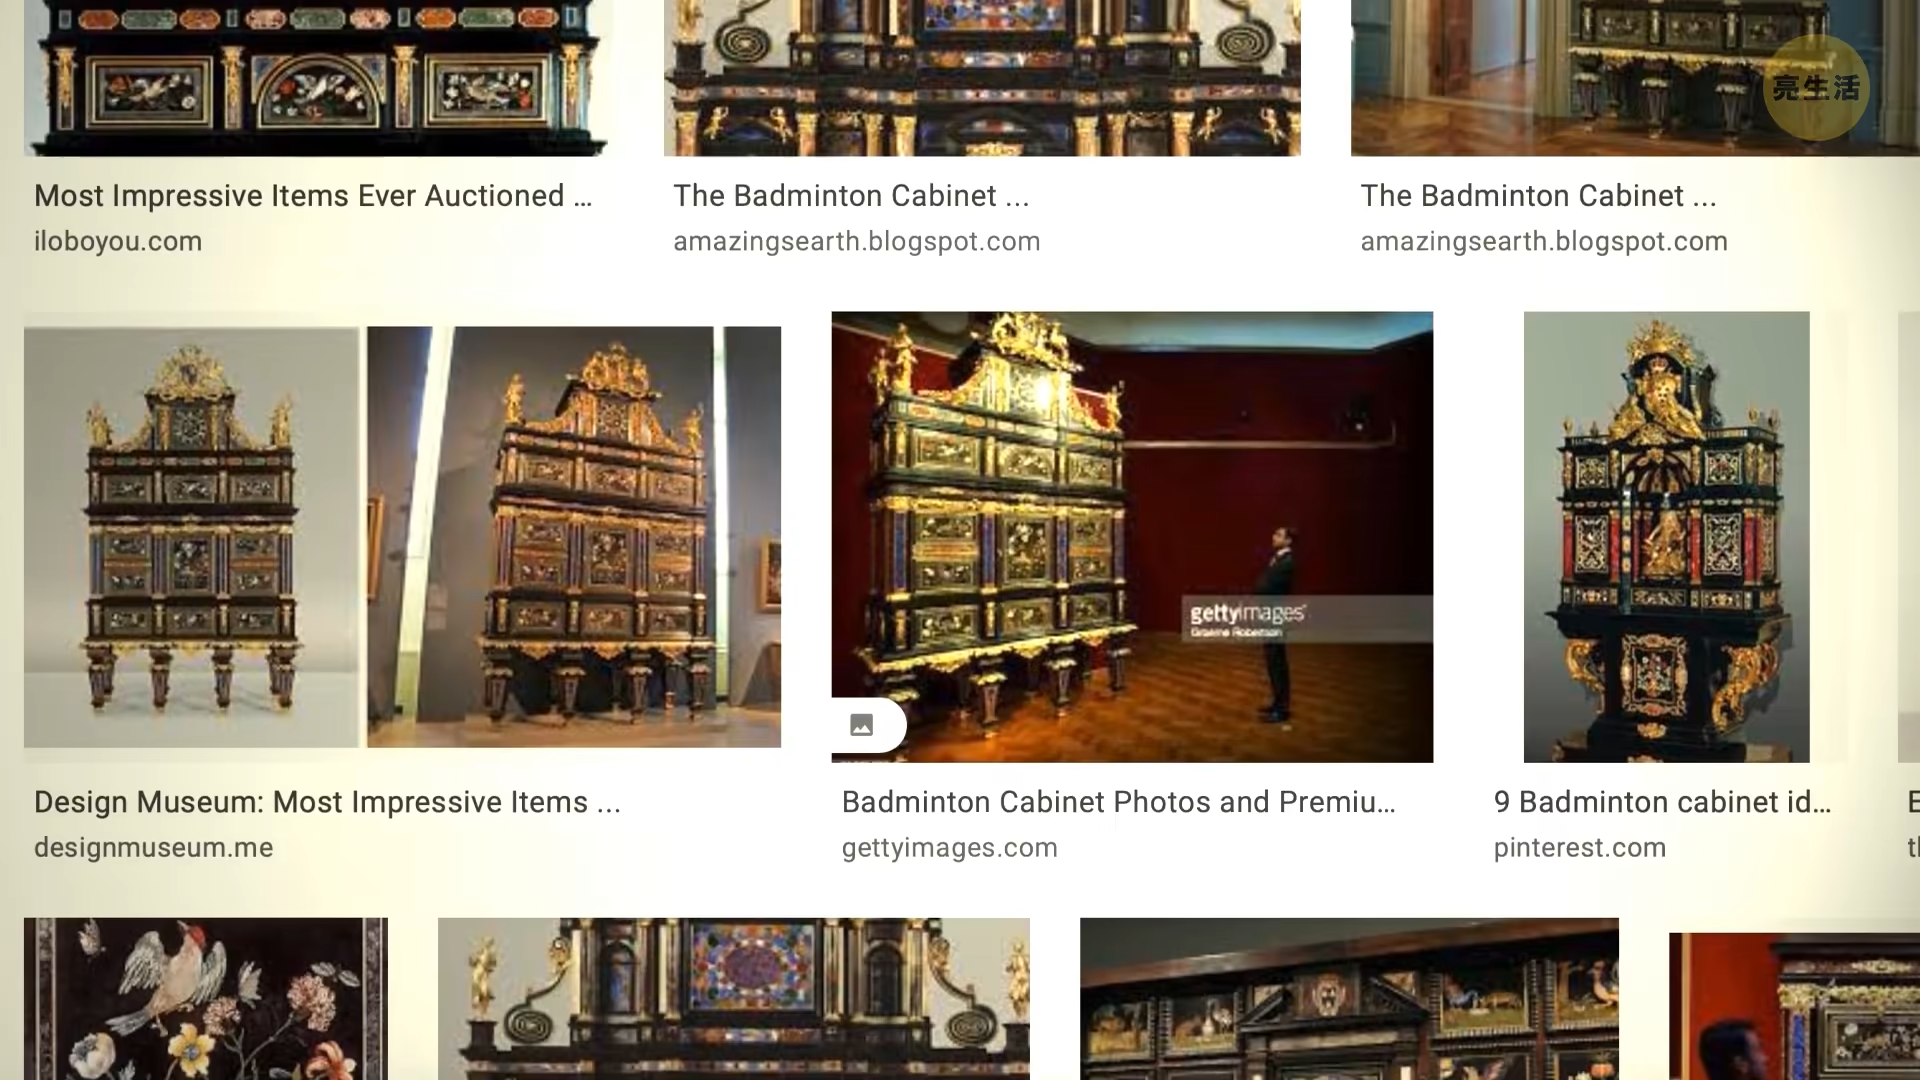 亮生活
Most Impressive Items Ever Auctioned ...
iloboyou.com
The Badminton Cabinet ...
amazingsearth.blogspot.com
The Badminton Cabinet ...
amazingsearth.blogspot.com
gettyimages®
Graeme Robertson
Design Museum: Most Impressive Items ...
designmuseum.me
Badminton Cabinet Photos and Premiu...
gettyimages.com
9 Badminton cabinet id...
pinterest.com